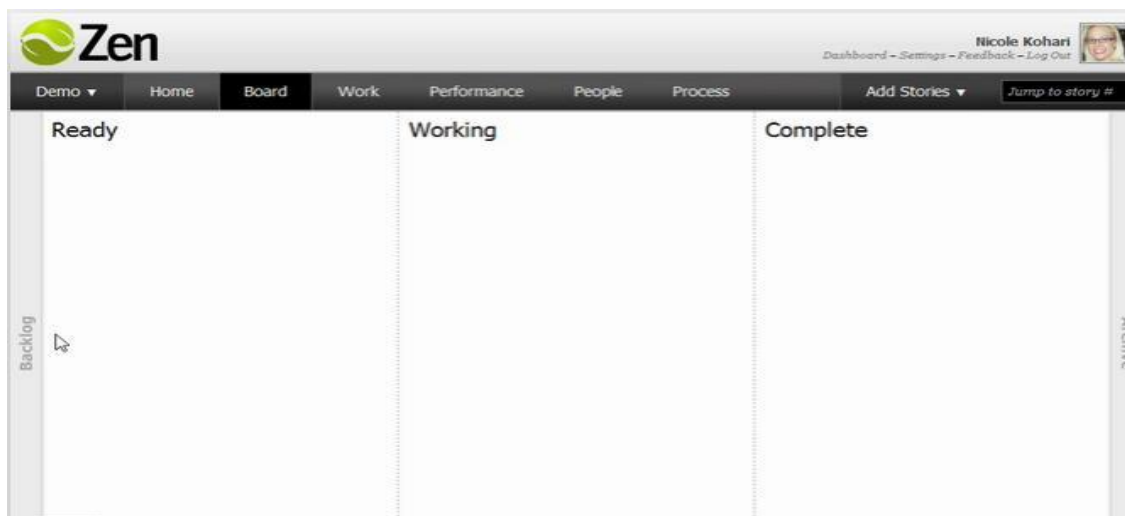 Zen
Nicole Kohari
Dashboard – Settings – Feedback – Log Out
Demo ▾ Home Board Work Performance People Process Add Stories ▾ Jump to story #
Ready Working Complete
Backlog
Archive